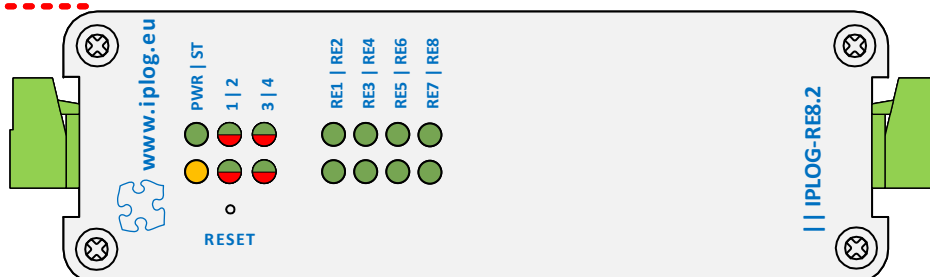 www.iplog.eu
PWR | ST
1 | 2
3 | 4
RE1 | RE2
RE3 | RE4
RE5 | RE6
RE7 | RE8
RESET
|| IPLOG-RE8.2